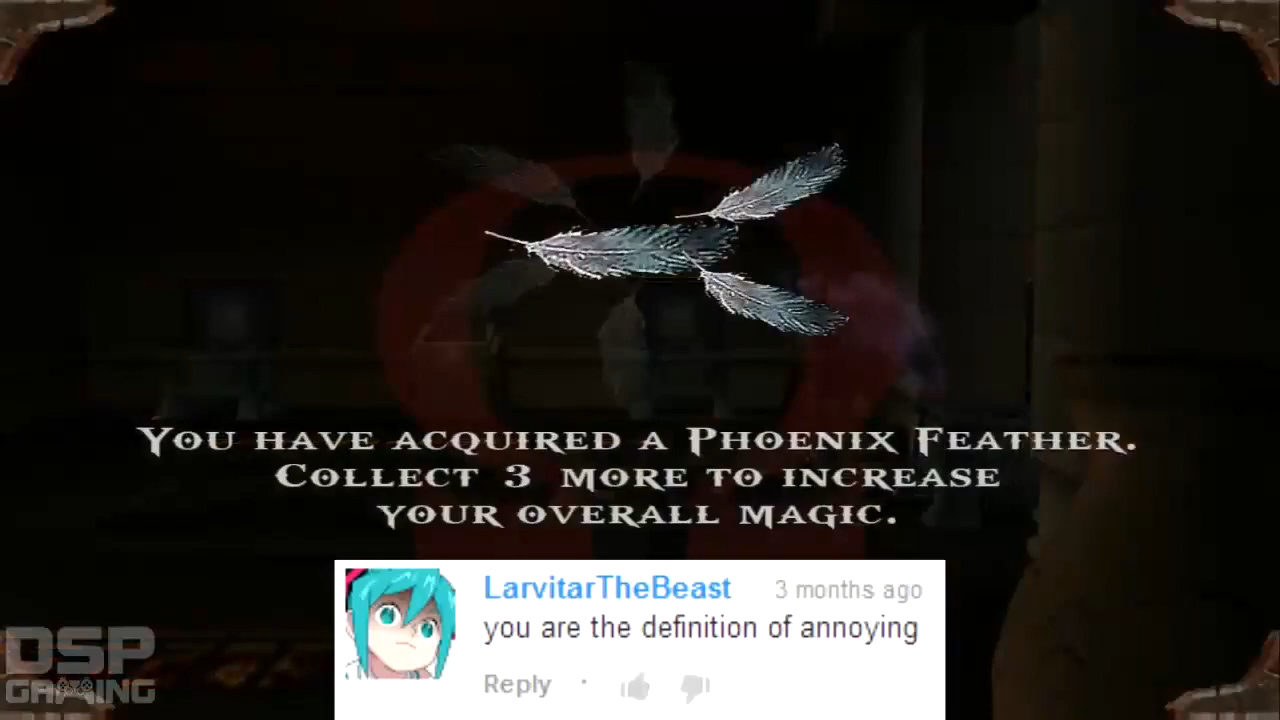 You have acquired a Phoenix Feather.
Collect 3 more to increase
your overall magic.
LarvitarTheBeast 3 months ago
you are the definition of annoying
Reply ·
DSP
GAMING